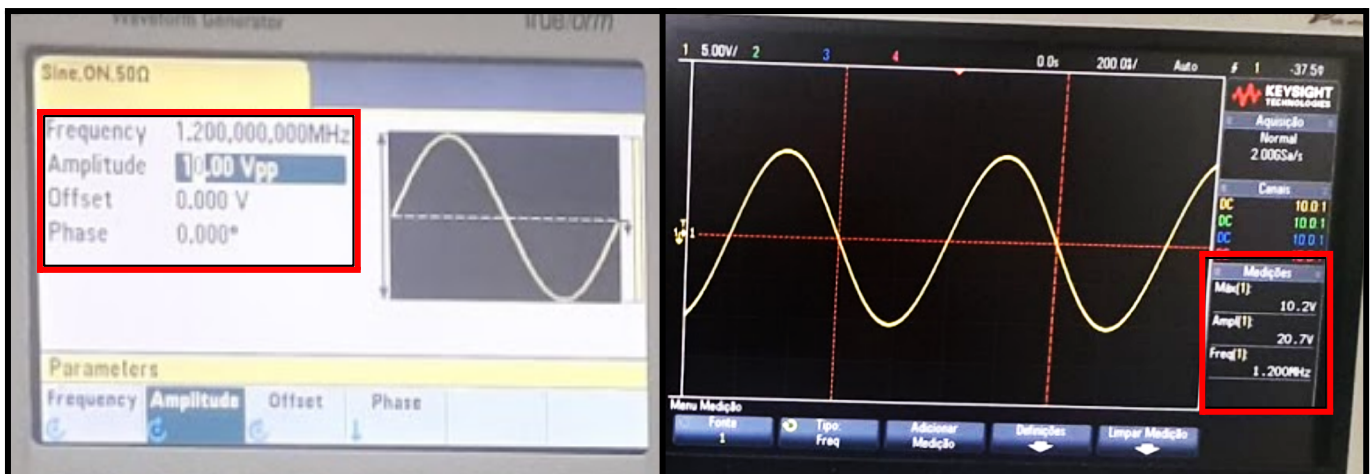 Waveform Generator
Trueform
Sine,ON,50Ω
Frequency 1.200,000,000MHz
Amplitude 10.00 Vpp
Offset 0.000 V
Phase 0.000°
Parameters
Frequency Amplitude Offset Phase
1 5.00V/ 2 3 4 0.0s 200.0$/ Auto 1
KEYSIGHT
TECHNOLOGIES
Aquisição
Normal
2.00GSa/s
Canais
DC 10.0:1
DC 10.0:1
DC 10.0:1
Medições
Máx(1):
10.2V
Ampl(1):
20.7V
Freq(1):
1.200MHz
Menu Medição
Fonte
1
Tipo:
Freq
Adicionar
Medição
Definições
Limpar Medição